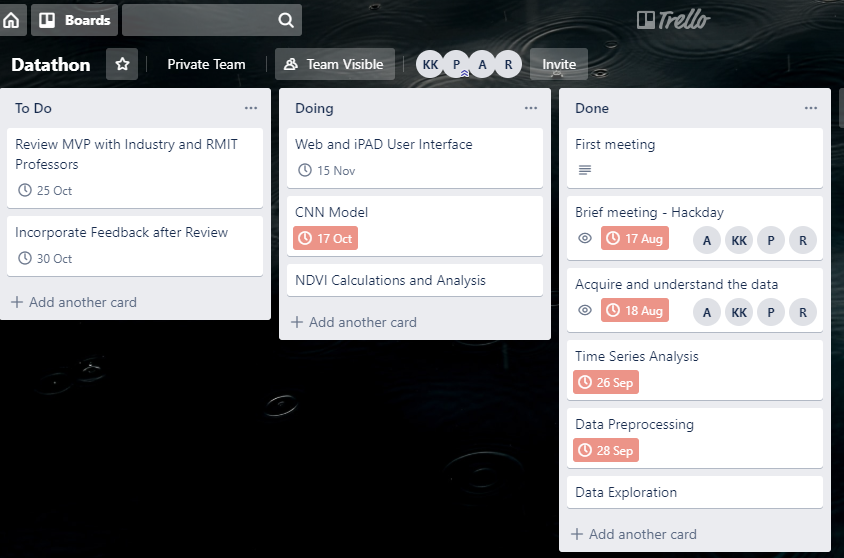 Boards
Trello
Datathon
Private Team
Team Visible
KK P A R
Invite
To Do
Review MVP with Industry and RMIT
Professors
25 Oct
Incorporate Feedback after Review
30 Oct
Add another card
Doing
Web and iPAD User Interface
15 Nov
CNN Model
17 Oct
NDVI Calculations and Analysis
Add another card
Done
First meeting
Brief meeting - Hackday
17 Aug A KK P R
Acquire and understand the data
18 Aug A KK P R
Time Series Analysis
26 Sep
Data Preprocessing
28 Sep
Data Exploration
Add another card